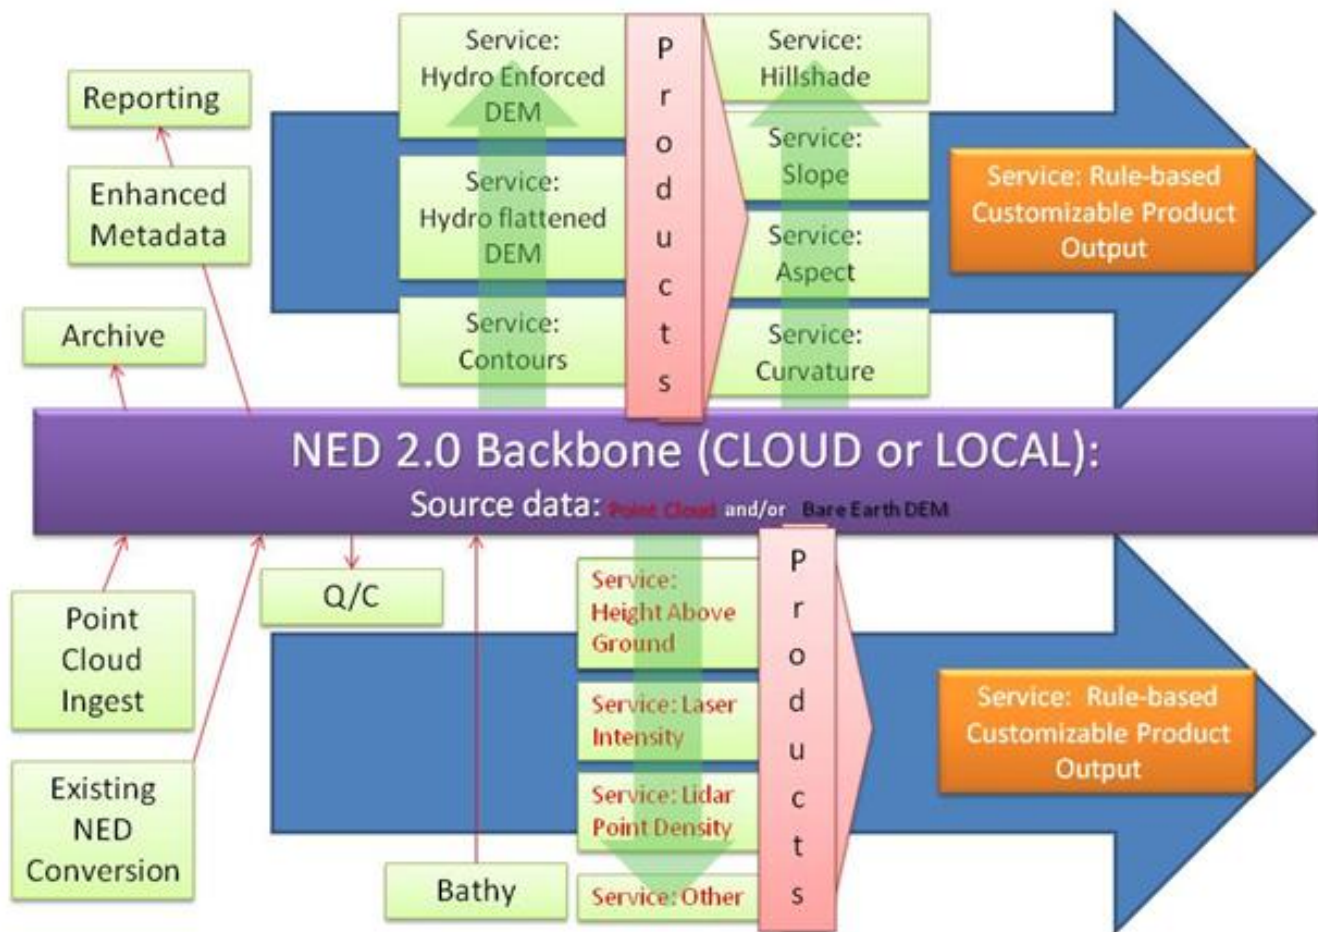 Reporting
Enhanced
Metadata
Archive
Service:
Hydro Enforced
DEM
Service:
Hydro flattened
DEM
Service:
Contours
P
r
o
d
u
c
t
s
Service:
Hillshade
Service:
Slope
Service:
Aspect
Service:
Curvature
Service: Rule-based
Customizable Product
Output
NED 2.0 Backbone (CLOUD or LOCAL):
Source data: Point Cloud and/or Bare Earth DEM
Point
Cloud
Ingest
Existing
NED
Conversion
Q/C
Bathy
Service:
Height Above
Ground
Service: Laser
Intensity
Service: Lidar
Point Density
Service: Other
P
r
o
d
u
c
t
s
Service: Rule-based
Customizable Product
Output